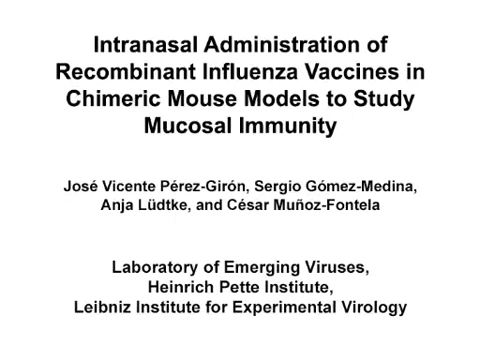 Intranasal Administration of
Recombinant Influenza Vaccines in
Chimeric Mouse Models to Study
Mucosal Immunity
José Vicente Pérez-Girón, Sergio Gómez-Medina,
Anja Lüdtke, and César Muñoz-Fontela
Laboratory of Emerging Viruses,
Heinrich Pette Institute,
Leibniz Institute for Experimental Virology